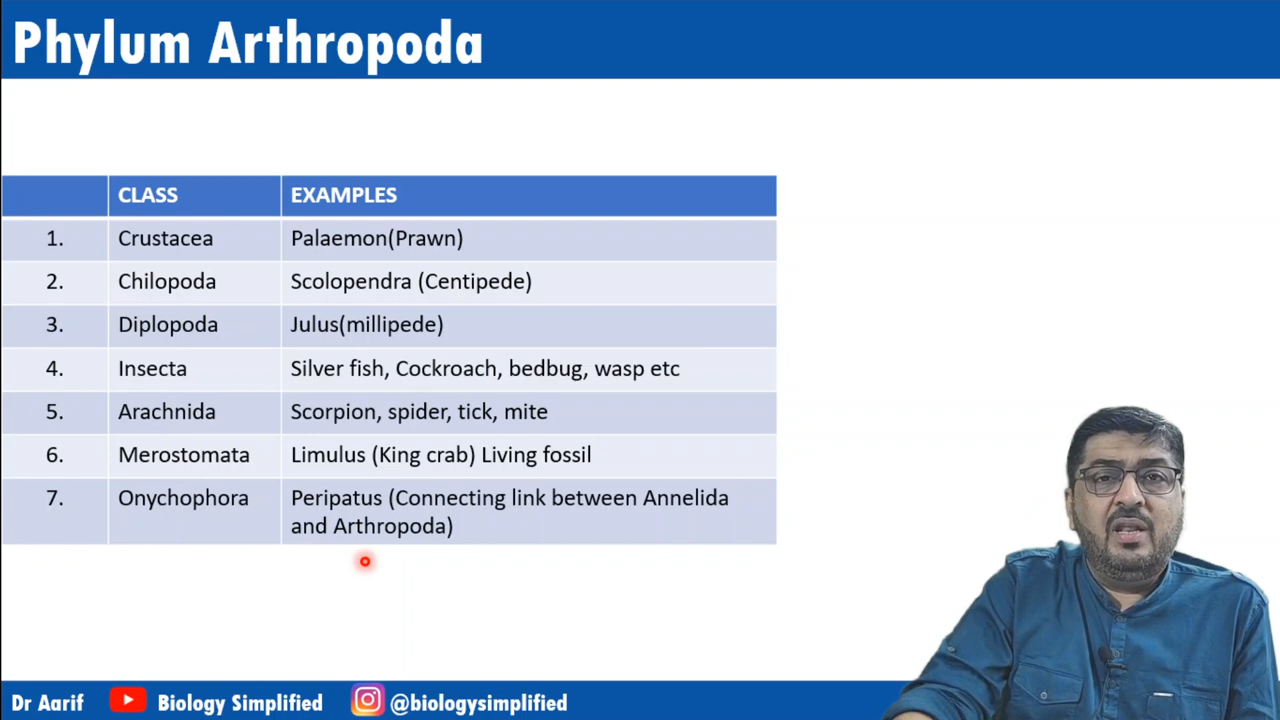 Phylum Arthropoda
CLASS EXAMPLES
1. Crustacea Palaemon(Prawn)
2. Chilopoda Scolopendra (Centipede)
3. Diplopoda Julus(millipede)
4. Insecta Silver fish, Cockroach, bedbug, wasp etc
5. Arachnida Scorpion, spider, tick, mite
6. Merostomata Limulus (King crab) Living fossil
7. Onychophora Peripatus (Connecting link between Annelida
and Arthropoda)
Dr Aarif Biology Simplified @biologysimplified